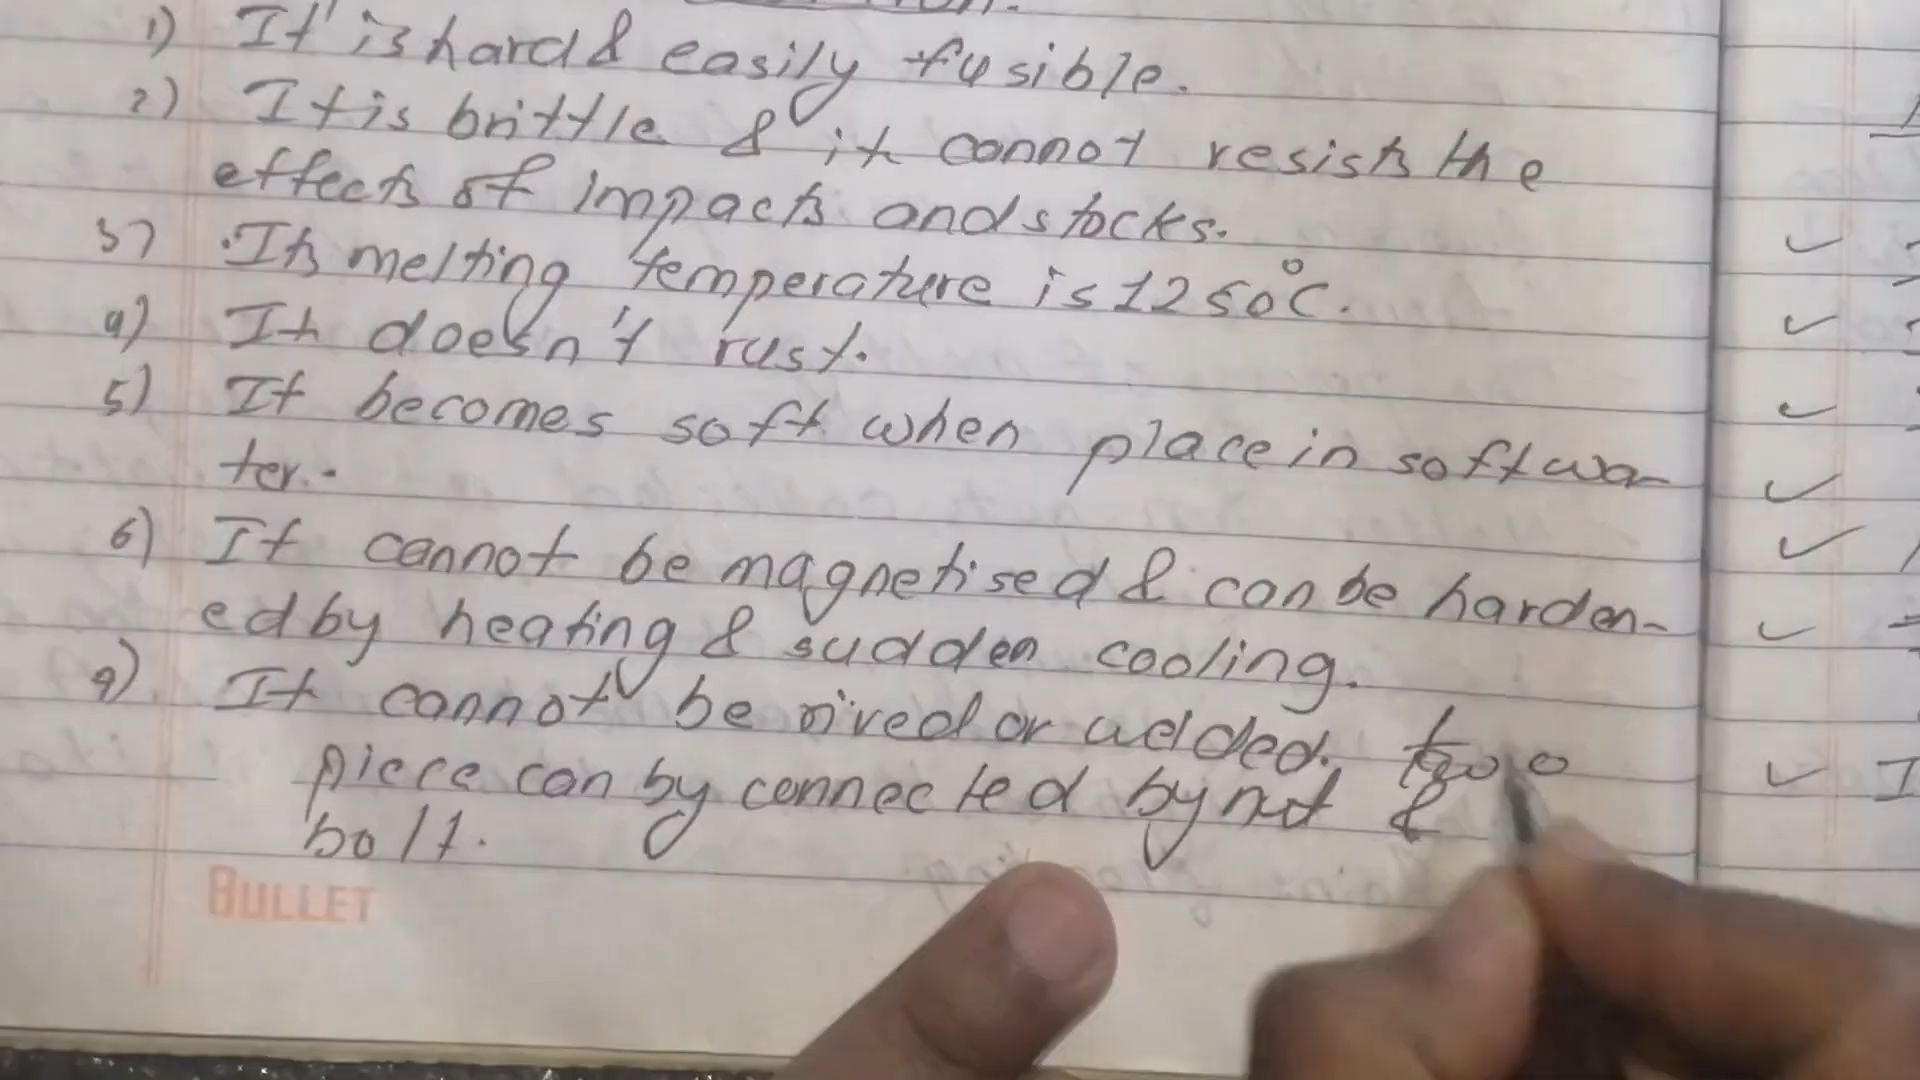 1) It is hard & easily fusible.
2) It is brittle & it cannot resists the
effects of impacts and stocks.
3) Its melting temperature is 1250°C.
4) It doesn't rust.
5) It becomes soft when place in soft wa-
ter.
6) It cannot be magnetised & can be harden-
ed by heating & sudden cooling.
9) It cannot be rived or welded. two
piece can by connected by nut &
bolt.
BULLET